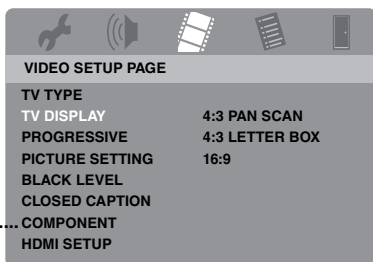 VIDEO SETUP PAGE
TV TYPE
TV DISPLAY 4:3 PAN SCAN
PROGRESSIVE 4:3 LETTER BOX
PICTURE SETTING 16:9
BLACK LEVEL
CLOSED CAPTION
.... COMPONENT
HDMI SETUP